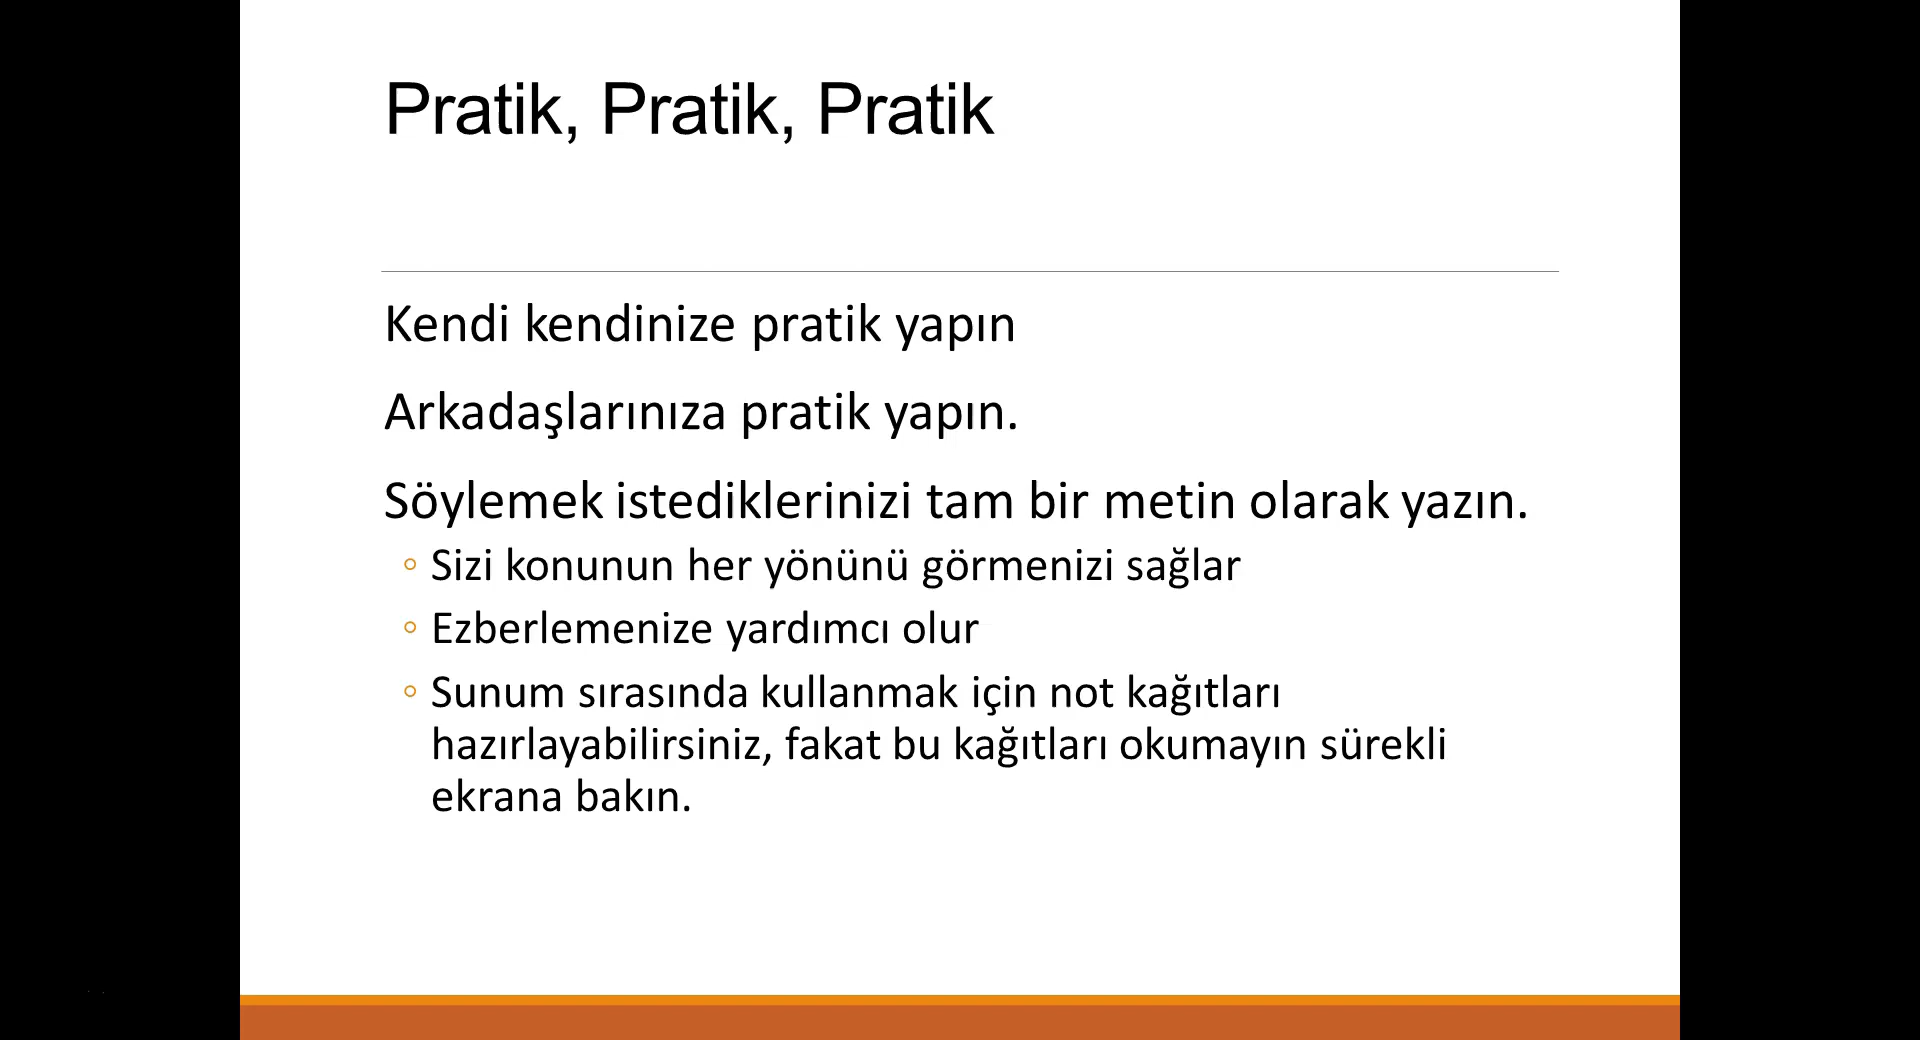 Pratik, Pratik, Pratik
Kendi kendinize pratik yapın
Arkadaşlarınıza pratik yapın.
Söylemek istediklerinizi tam bir metin olarak yazın.
◦ Sizi konunun her yönünü görmenizi sağlar
◦ Ezberlemenize yardımcı olur
◦ Sunum sırasında kullanmak için not kağıtları
hazırlayabilirsiniz, fakat bu kağıtları okumayın sürekli
ekrana bakın.